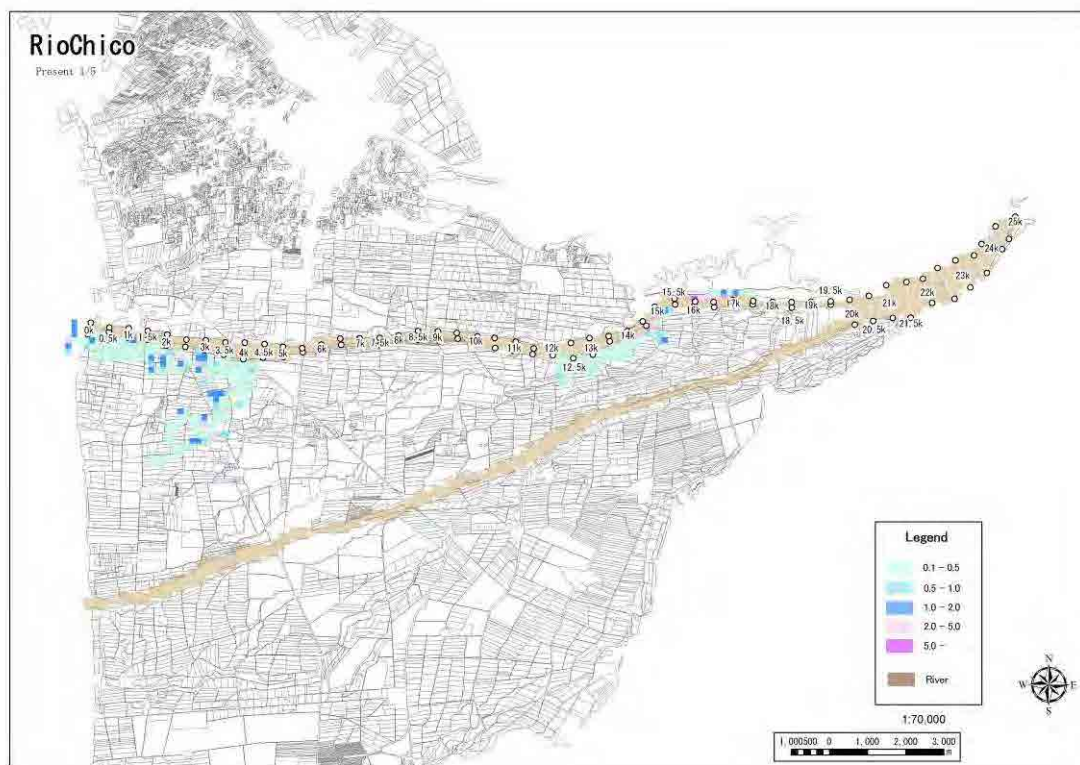 RioChico
Present 1/5
25k
24k
23k
22k
21k
21.5k
20.5k
20k
19.5k
19k
18.5k
18k
17k
16k
15.5k
15k
14k
13k
12.5k
12k
11k
10k
9k
8.5k
8k
7.5k
7k
6k
5k
4.5k
4k
3.5k
3k
2k
1.5k
1k
0.5k
0k
Legend
0.1 - 0.5
0.5 - 1.0
1.0 - 2.0
2.0 - 5.0
5.0 -
River
N
W E
S
1:70,000
1,000500 0 1,000 2,000 3,000
m